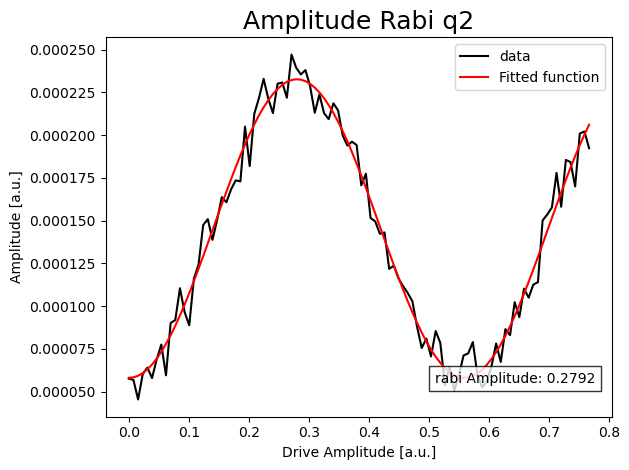 Amplitude Rabi q2
Amplitude [a.u.]
0.000250
0.000225
0.000200
0.000175
0.000150
0.000125
0.000100
0.000075
0.000050
data
Fitted function
rabi Amplitude: 0.2792
0.0 0.1 0.2 0.3 0.4 0.5 0.6 0.7 0.8
Drive Amplitude [a.u.]